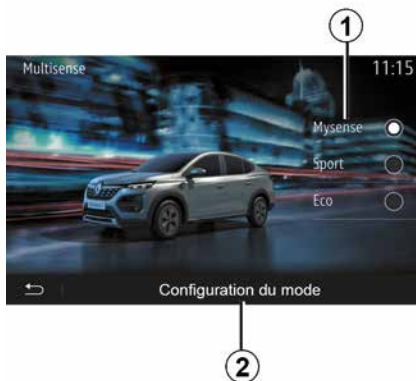 1
Multisense
11:15
Mysense
Sport
Eco
Configuration du mode
2